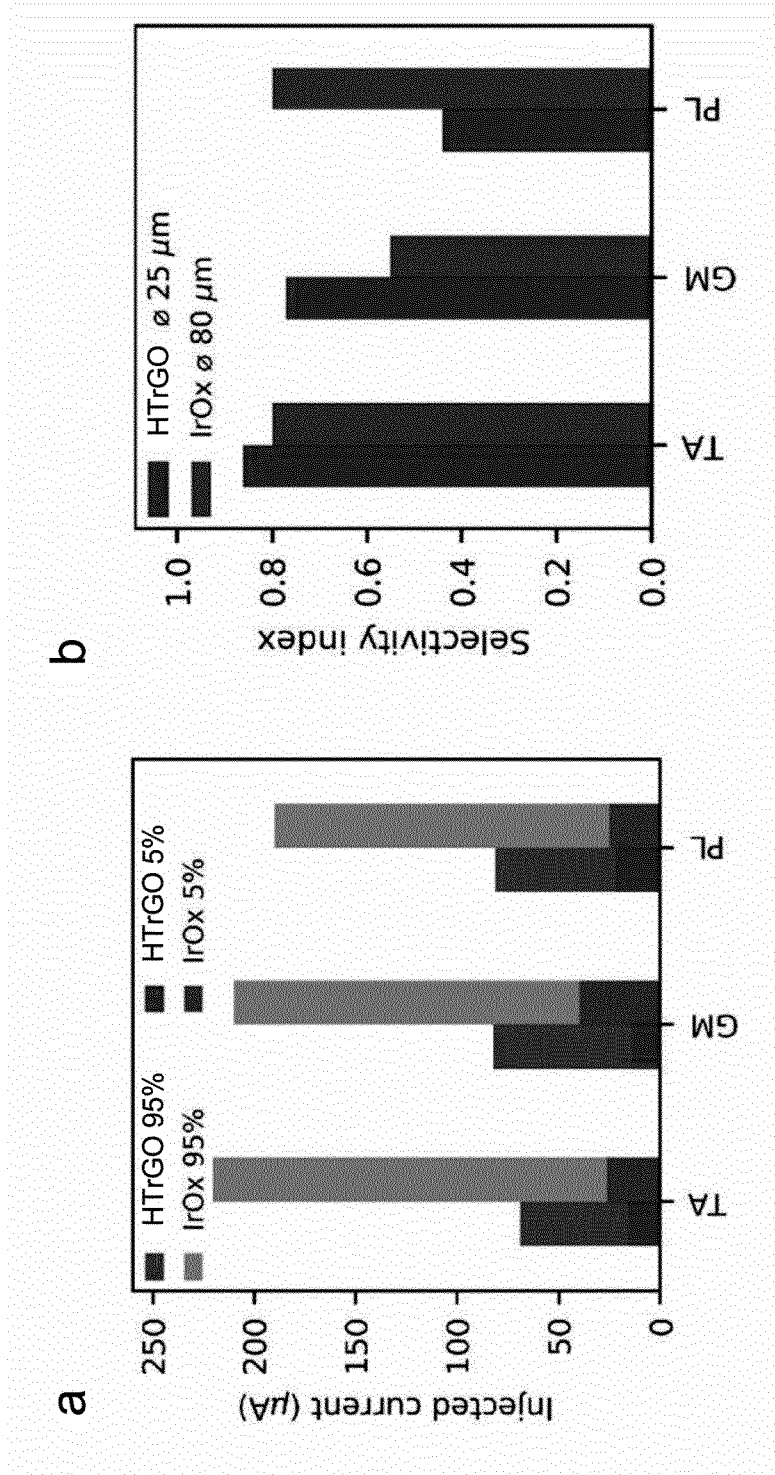 a
HTrGO 95%
HTrGO 5%
IrOx 95%
IrOx 5%
250
200
150
100
50
0
Injected current (μA)
TA
GM
PL
b
HTrGO ⌀ 25 μm
IrOx ⌀ 80 μm
1.0
0.8
0.6
0.4
0.2
0.0
Selectivity index
TA
GM
PL